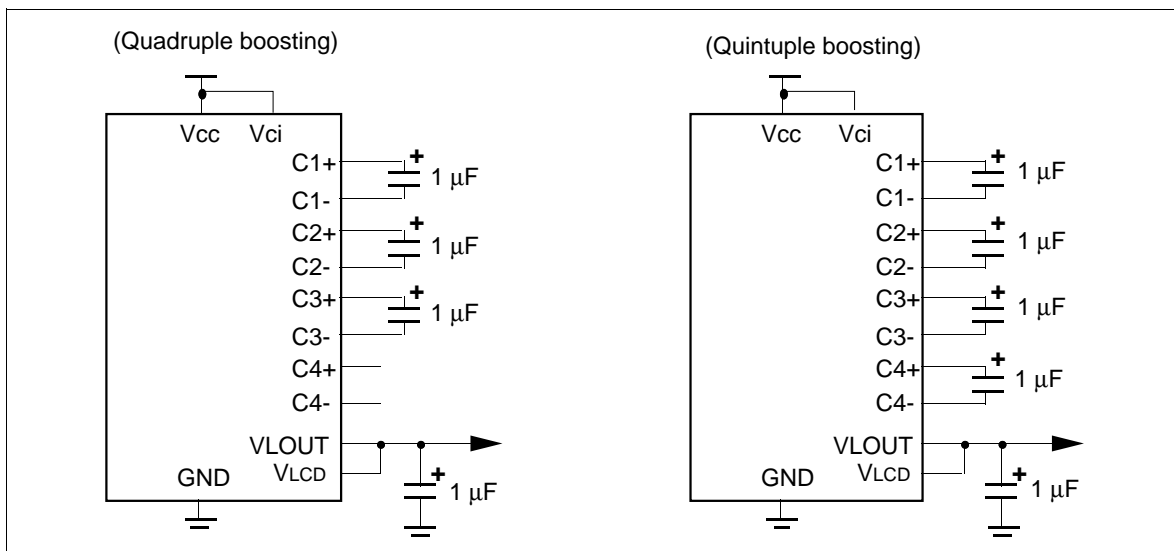 (Quadruple boosting)
Vcc Vci
C1+
+
1 μF
C1-
C2+
+
1 μF
C2-
C3+
+
1 μF
C3-
C4+
C4-
VLOUT
GND
VLCD
+
1 μF
(Quintuple boosting)
Vcc Vci
C1+
+
1 μF
C1-
C2+
+
1 μF
C2-
C3+
+
1 μF
C3-
C4+
+
1 μF
C4-
VLOUT
GND
VLCD
+
1 μF